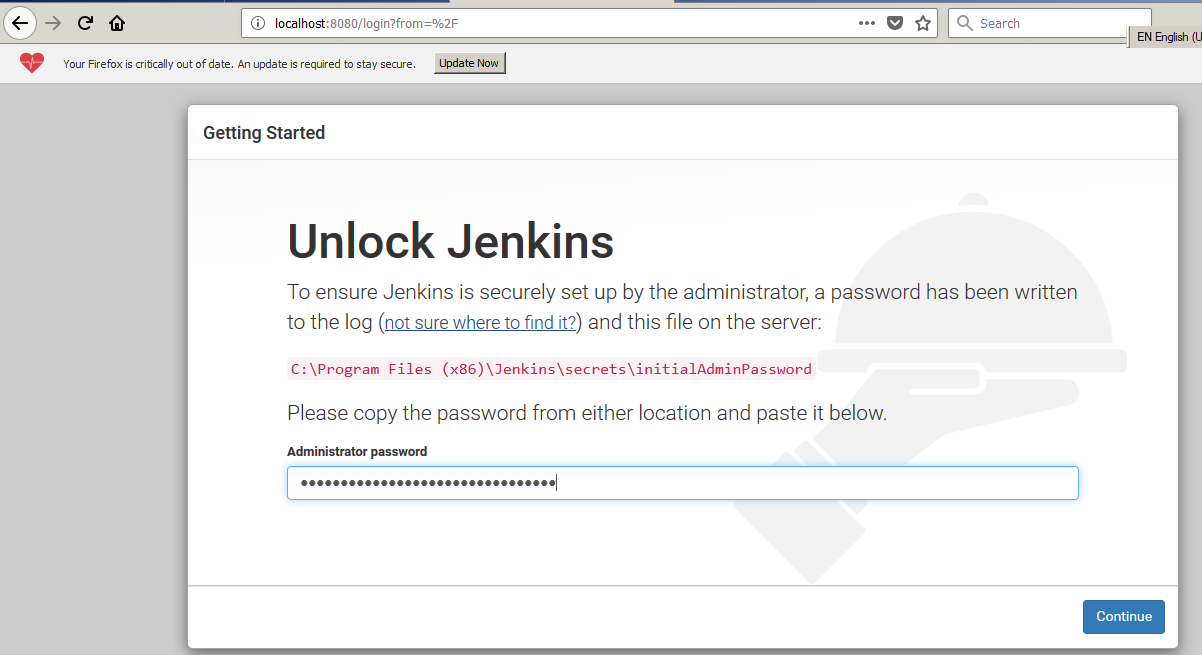 localhost:8080/login?from=%2F
Search
EN English (U
Your Firefox is critically out of date. An update is required to stay secure.
Update Now
Getting Started
Unlock Jenkins
To ensure Jenkins is securely set up by the administrator, a password has been written
to the log (not sure where to find it?) and this file on the server:
C:\Program Files (x86)\Jenkins\secrets\initialAdminPassword
Please copy the password from either location and paste it below.
Administrator password
Continue